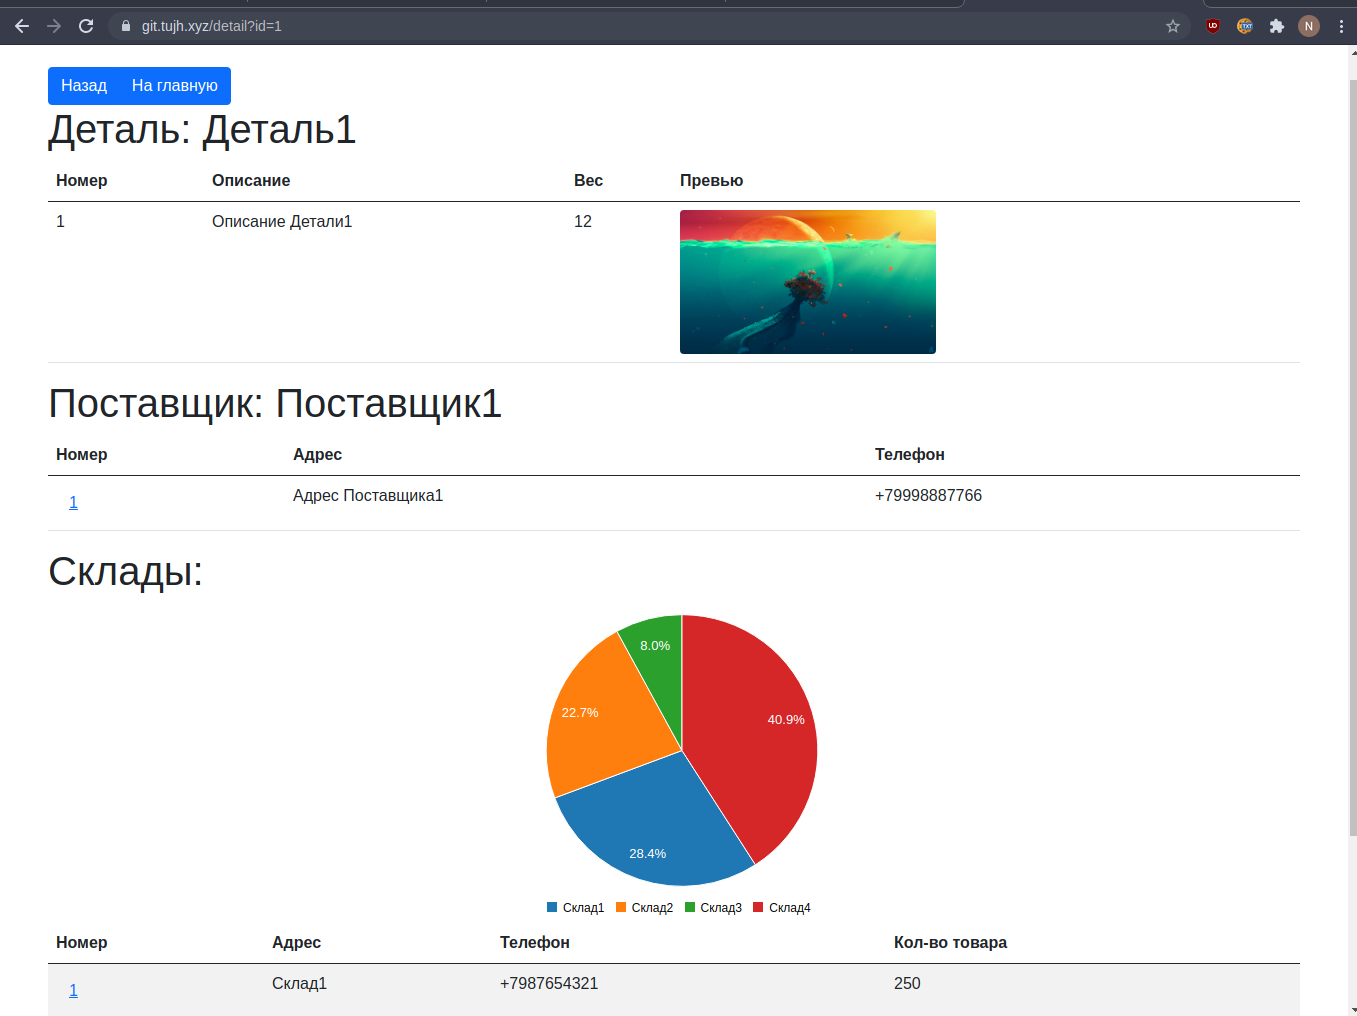 git.tujh.xyz/detail?id=1
N
Назад На главную
Деталь: Деталь1
Номер Описание Вес Превью
1 Описание Детали1 12
Поставщик: Поставщик1
Номер Адрес Телефон
1 Адрес Поставщика1 +79998887766
Склады:
8.0%
22.7%
40.9%
28.4%
Склад1 Склад2 Склад3 Склад4
Номер Адрес Телефон Кол-во товара
1 Склад1 +7987654321 250